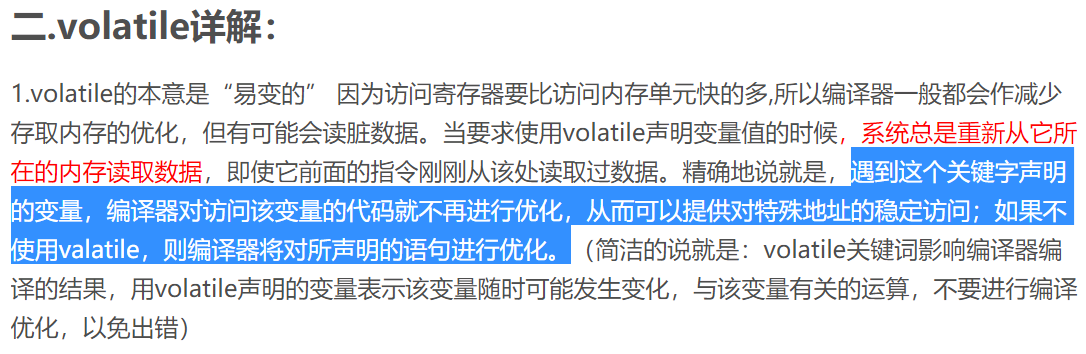 二.volatile详解：
1.volatile的本意是“易变的” 因为访问寄存器要比访问内存单元快的多,所以编译器一般都会作减少
存取内存的优化，但有可能会读脏数据。当要求使用volatile声明变量值的时候，系统总是重新从它所
在的内存读取数据，即使它前面的指令刚刚从该处读取过数据。精确地说就是，遇到这个关键字声明
的变量，编译器对访问该变量的代码就不再进行优化，从而可以提供对特殊地址的稳定访问；如果不
使用valatile，则编译器将对所声明的语句进行优化。（简洁的说就是：volatile关键词影响编译器编
译的结果，用volatile声明的变量表示该变量随时可能发生变化，与该变量有关的运算，不要进行编译
优化，以免出错）